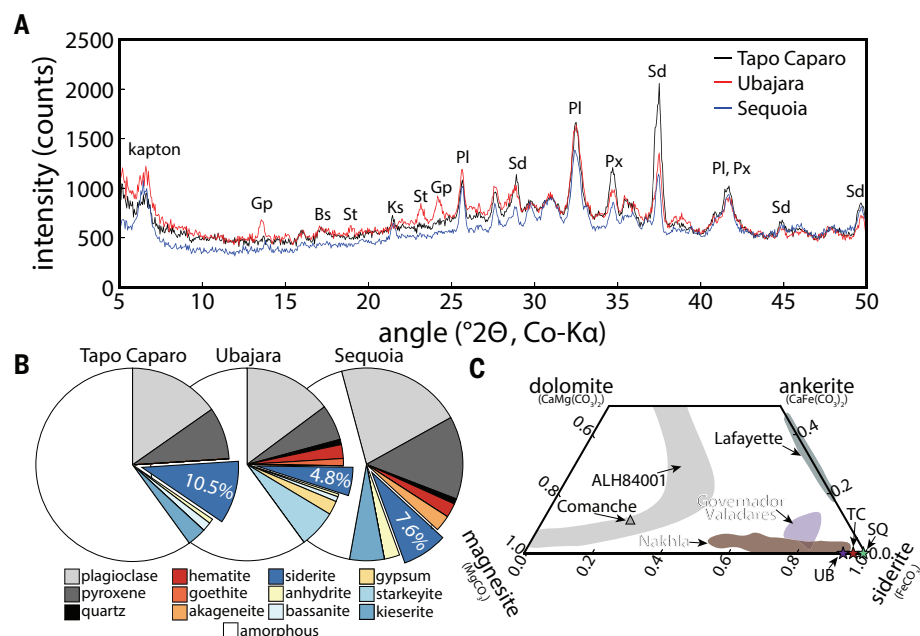 A
2500
2000
1500
1000
500
0
intensity (counts)
kapton
Gp
Bs
St
Ks
St
Gp
Pl
Sd
Pl
Px
Sd
Pl, Px
Sd
Sd
Tapo Caparo
Ubajara
Sequoia
5 10 15 20 25 30 35 40 45 50
angle (°2Θ, Co-Kα)
B
Tapo Caparo Ubajara Sequoia
10.5%
4.8%
7.6%
plagioclase hematite siderite gypsum
pyroxene goethite anhydrite starkeyite
quartz akageneite bassanite kieserite
amorphous
C
dolomite
(CaMg(CO3)2)
ankerite
(CaFe(CO3)2)
0.6
0.8
1.0
0.4
0.2
0.0
Lafayette
ALH84001
Comanche
Governador
Valadares
Nakhla
TC
SQ
UB
0.0 0.2 0.4 0.6 0.8 1.0
magnesite
(MgCO3)
siderite
(FeCO3)